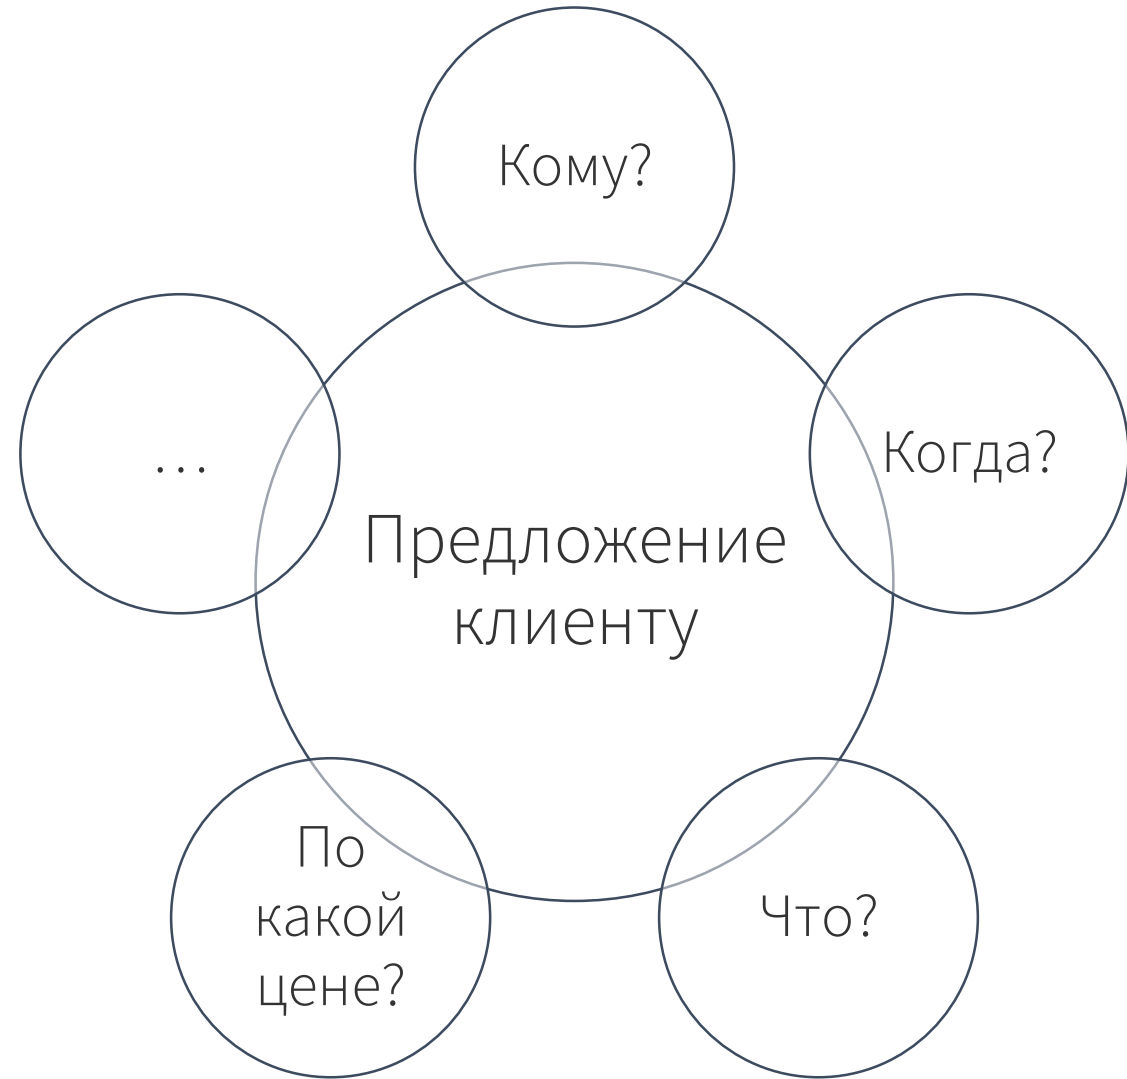 Кому?
Когда?
...
Предложение
клиенту
По
какой
цене?
Что?